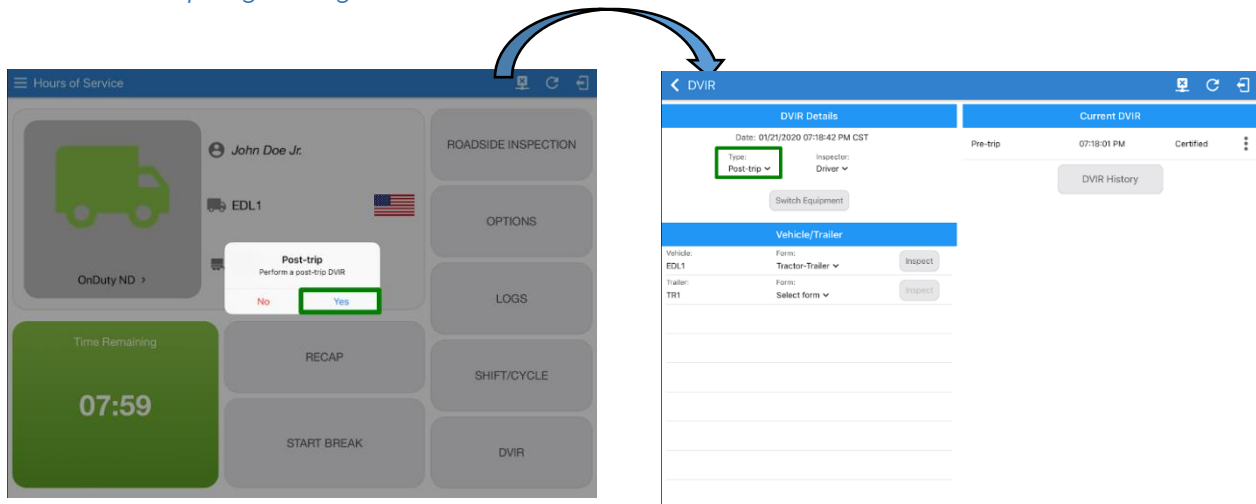 Hours of Service
John Doe Jr.
EDL1
OnDuty ND >
Post-trip
Perform a post-trip DVIR
No Yes
Time Remaining
07:59
RECAP
START BREAK
ROADSIDE INSPECTION
OPTIONS
LOGS
SHIFT/CYCLE
DVIR
DVIR
DVIR Details
Date: 01/21/2020 07:18:42 PM CST
Type: Inspector:
Post-trip Driver
Switch Equipment
Vehicle/Trailer
Vehicle: Form:
EDL1 Tractor-Trailer Inspect
Trailer: Form:
TR1 Select form Inspect
Current DVIR
Pre-trip 07:18:01 PM Certified
DVIR History